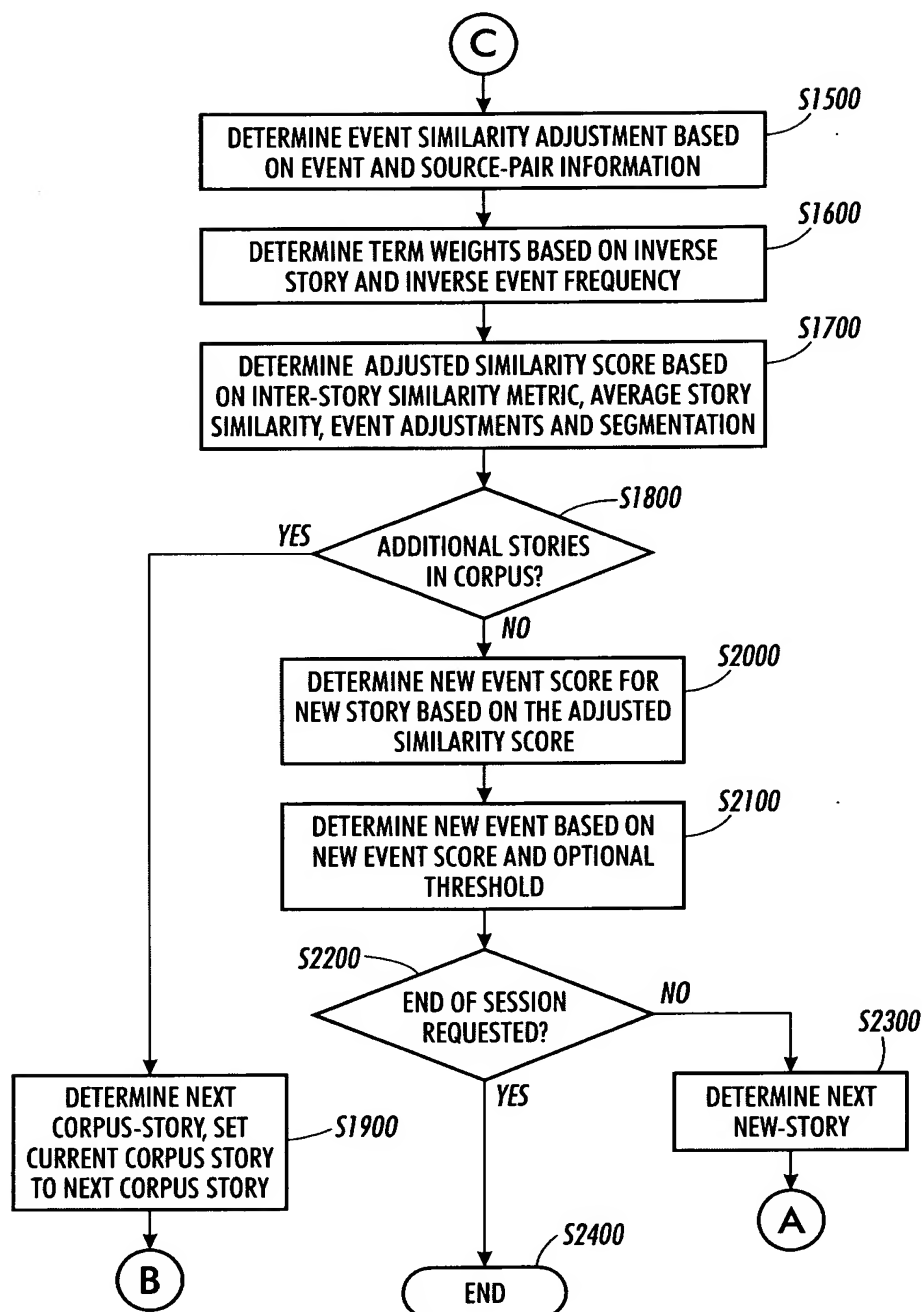 C
S1500
DETERMINE EVENT SIMILARITY ADJUSTMENT BASED
ON EVENT AND SOURCE-PAIR INFORMATION
S1600
DETERMINE TERM WEIGHTS BASED ON INVERSE
STORY AND INVERSE EVENT FREQUENCY
S1700
DETERMINE ADJUSTED SIMILARITY SCORE BASED
ON INTER-STORY SIMILARITY METRIC, AVERAGE STORY
SIMILARITY, EVENT ADJUSTMENTS AND SEGMENTATION
S1800
YES
ADDITIONAL STORIES
IN CORPUS?
NO
S2000
DETERMINE NEW EVENT SCORE FOR
NEW STORY BASED ON THE ADJUSTED
SIMILARITY SCORE
S2100
DETERMINE NEW EVENT BASED ON
NEW EVENT SCORE AND OPTIONAL
THRESHOLD
S2200
END OF SESSION
REQUESTED?
NO
YES
S2300
DETERMINE NEXT
NEW-STORY
A
DETERMINE NEXT
CORPUS-STORY, SET
CURRENT CORPUS STORY
TO NEXT CORPUS STORY
S1900
B
S2400
END